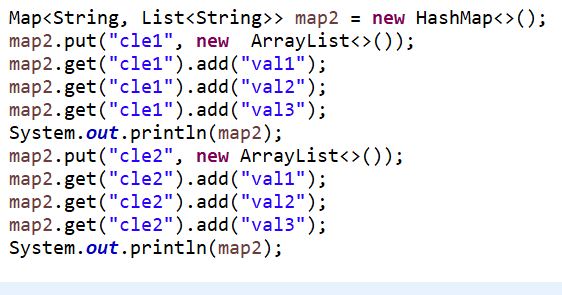 Map<String, List<String>> map2 = new HashMap<>();
map2.put("cle1", new  ArrayList<>());
map2.get("cle1").add("val1");
map2.get("cle1").add("val2");
map2.get("cle1").add("val3");
System.out.println(map2);
map2.put("cle2", new ArrayList<>());
map2.get("cle2").add("val1");
map2.get("cle2").add("val2");
map2.get("cle2").add("val3");
System.out.println(map2);